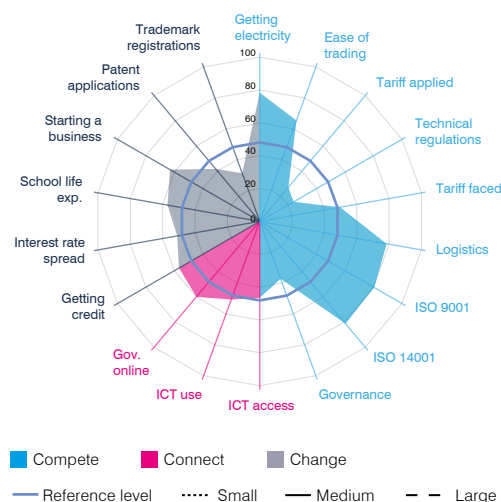 Getting
electricity
Ease of
trading
Tariff applied
Technical
regulations
Tariff faced
Logistics
ISO 9001
ISO 14001
Governance
ICT access
ICT use
Gov.
online
Getting
credit
Interest rate
spread
School life
exp.
Starting a
business
Patent
applications
Trademark
registrations
100
80
60
40
20
0
Compete
Connect
Change
Reference level
Small
Medium
Large